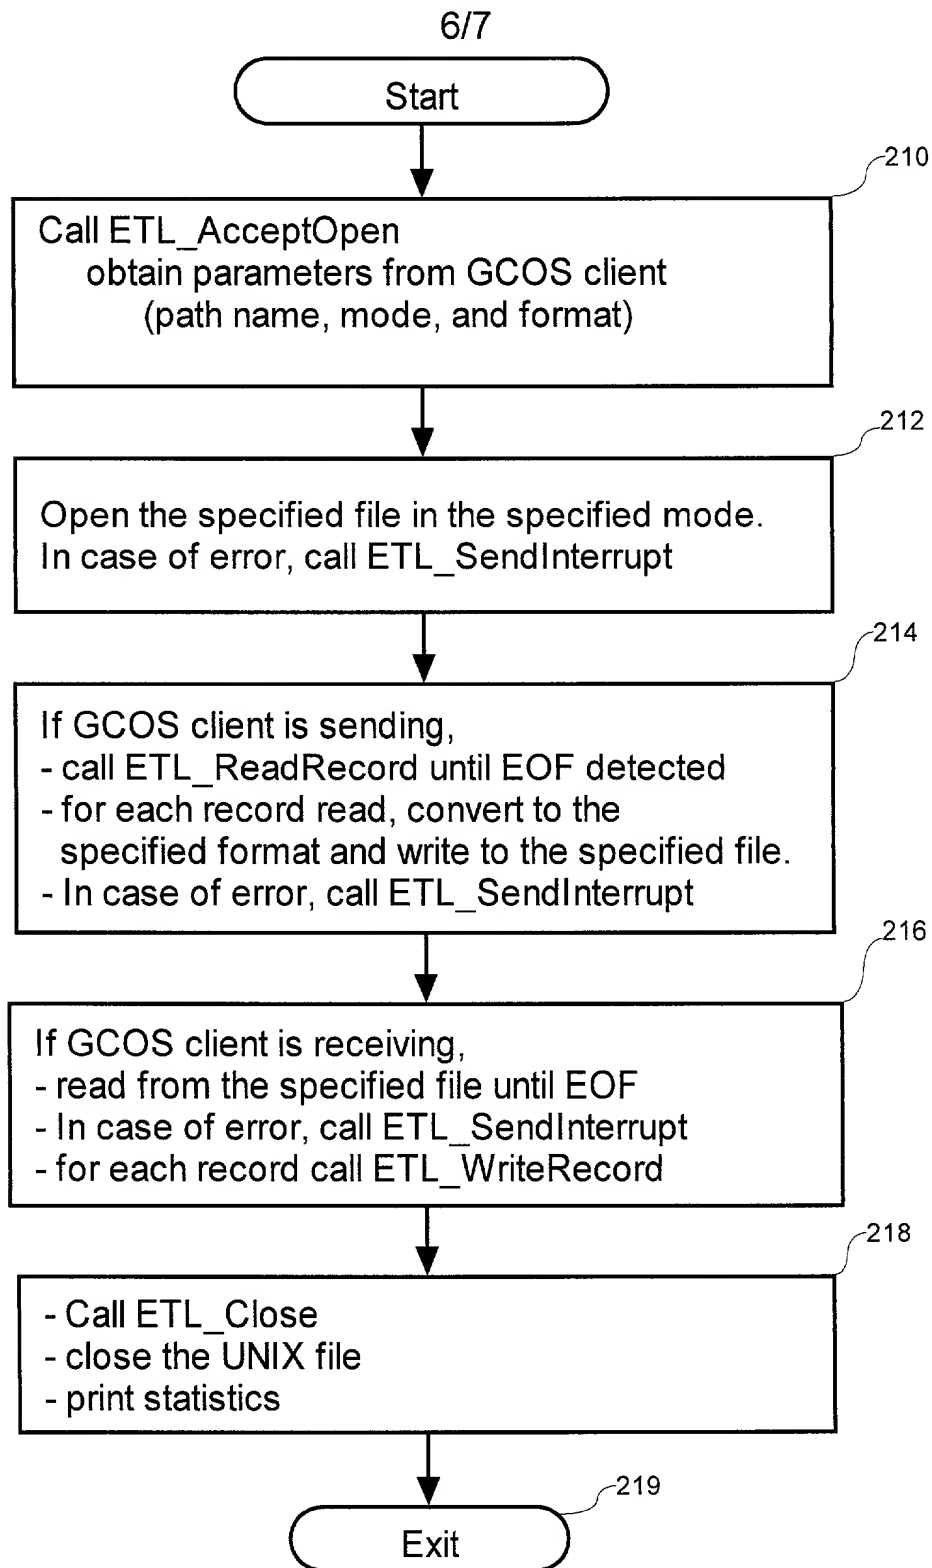 6/7
Start
210
Call ETL_AcceptOpen
obtain parameters from GCOS client
(path name, mode, and format)
212
Open the specified file in the specified mode.
In case of error, call ETL_SendInterrupt
214
If GCOS client is sending,
- call ETL_ReadRecord until EOF detected
- for each record read, convert to the
specified format and write to the specified file.
- In case of error, call ETL_SendInterrupt
216
If GCOS client is receiving,
- read from the specified file until EOF
- In case of error, call ETL_SendInterrupt
- for each record call ETL_WriteRecord
218
- Call ETL_Close
- close the UNIX file
- print statistics
219
Exit